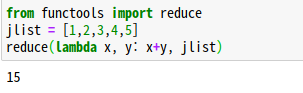 from functools import reduce
jlist = [1,2,3,4,5]
reduce(lambda x, y: x+y, jlist)
15